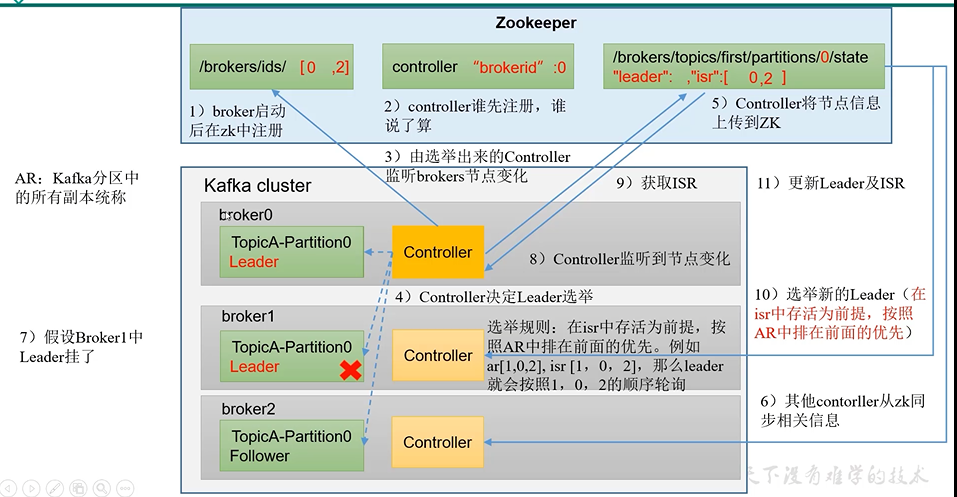 Zookeeper
/brokers/ids/ [0 ,2]
controller “brokerid” :0
/brokers/topics/first/partitions/0/state
"leader": ,"isr":[ 0,2 ]
1）broker启动
后在zk中注册
2）controller谁先注册，谁
说了算
5）Controller将节点信息
上传到ZK
3）由选举出来的Controller
监听brokers节点变化
AR：Kafka分区中
的所有副本统称
Kafka cluster
9）获取ISR
11）更新Leader及ISR
broker0
TopicA-Partition0
Leader
Controller
8）Controller监听到节点变化
4）Controller决定Leader选举
10）选举新的Leader（在
isr中存活为前提，按照
AR中排在前面的优先）
7）假设Broker1中
Leader挂了
broker1
TopicA-Partition0
Leader
Controller
选举规则：在isr中存活为前提，按
照AR中排在前面的优先。例如
ar[1,0,2], isr [1，0，2]，那么leader
就会按照1，0，2的顺序轮询
broker2
TopicA-Partition0
Follower
Controller
6）其他contorller从zk同
步相关信息
天下没有难学的技术